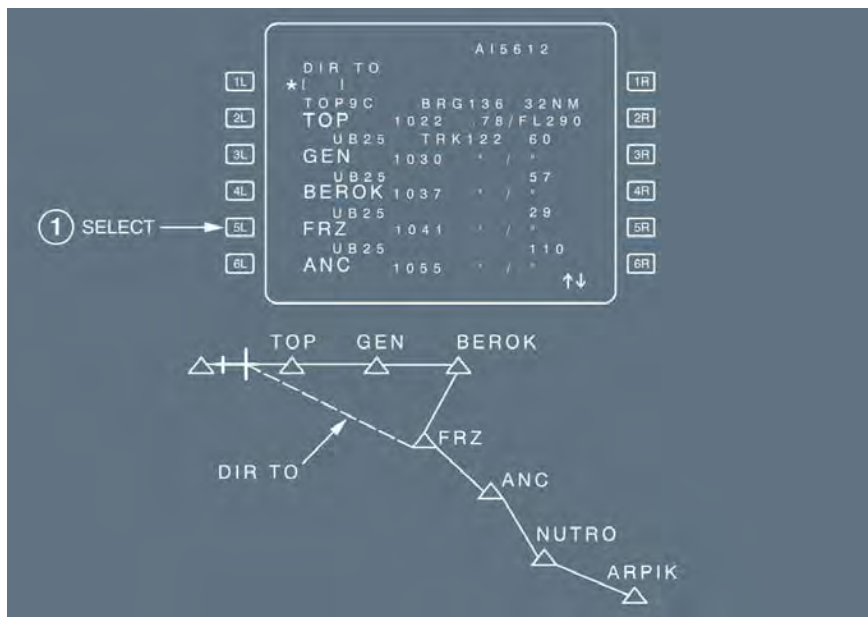 AI5612
DIR TO
1L *[ ] 1R
TOP9C BRG136 32NM
2L TOP 1022 .78/FL290 2R
UB25 TRK122 60
3L GEN 1030 " / " 3R
UB25 57
4L BEROK 1037 " / " 4R
UB25 29
1 SELECT 5L FRZ 1041 " / " 5R
UB25 110
6L ANC 1055 " / " 6R
↑↓
TOP GEN BEROK
FRZ
DIR TO
ANC
NUTRO
ARPIK